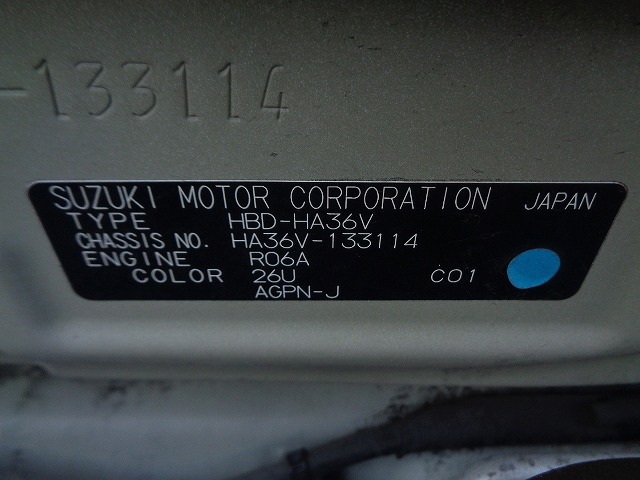 -133114
SUZUKI MOTOR CORPORATION JAPAN
TYPE HBD-HA36V
CHASSIS NO. HA36V-133114
ENGINE R06A
COLOR 26U C01
AGPN-J